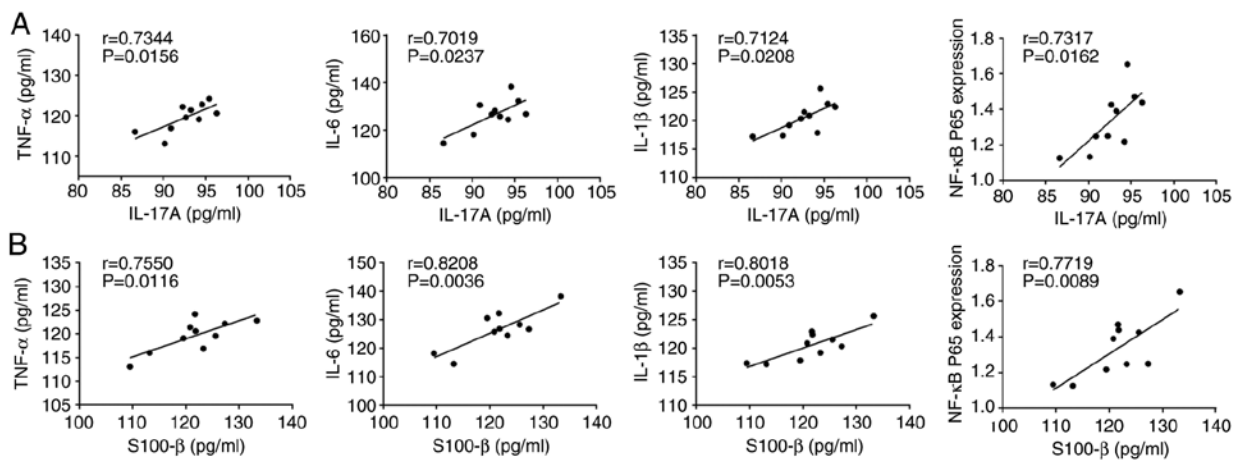 A
r=0.7344
P=0.0156
TNF-α (pg/ml)
140
130
120
110
80 85 90 95 100 105
IL-17A (pg/ml)
r=0.7019
P=0.0237
IL-6 (pg/ml)
160
140
120
100
80 85 90 95 100 105
IL-17A (pg/ml)
r=0.7124
P=0.0208
IL-1β (pg/ml)
135
130
125
120
115
110
80 85 90 95 100 105
IL-17A (pg/ml)
r=0.7317
P=0.0162
NF-κB P65 expression
1.8
1.6
1.4
1.2
1.0
80 85 90 95 100 105
IL-17A (pg/ml)
B
r=0.7550
P=0.0116
TNF-α (pg/ml)
135
130
125
120
115
110
105
100 110 120 130 140
S100-β (pg/ml)
r=0.8208
P=0.0036
IL-6 (pg/ml)
150
140
130
120
110
100
100 110 120 130 140
S100-β (pg/ml)
r=0.8018
P=0.0053
IL-1β (pg/ml)
135
130
125
120
115
110
100 110 120 130 140
S100-β (pg/ml)
r=0.7719
P=0.0089
NF-κB P65 expression
1.8
1.6
1.4
1.2
1.0
100 110 120 130 140
S100-β (pg/ml)